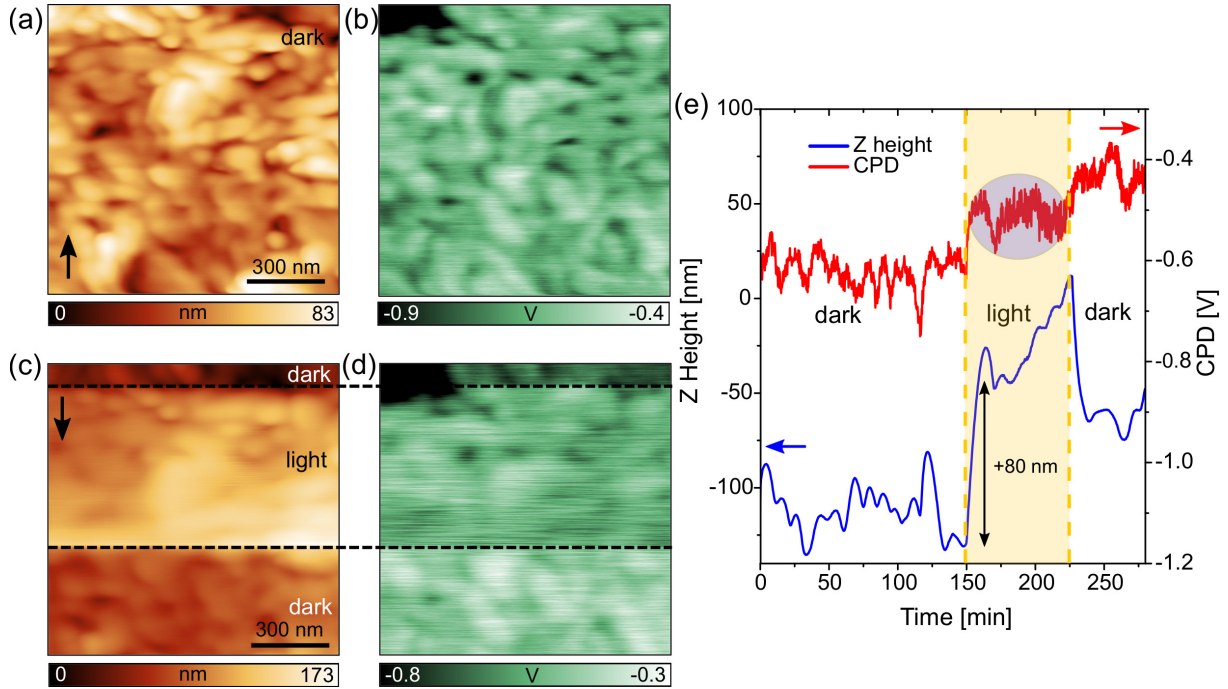 (a)
dark
300 nm
0 nm 83
(b)
-0.9 V -0.4
(c)
dark
light
dark
300 nm
0 nm 173
(d)
-0.8 V -0.3
(e)
Z Height [nm]
100
50
0
-50
-100
Z height
CPD
dark
light
dark
+80 nm
-0.4
-0.6
-0.8
-1.0
-1.2
CPD [V]
0 50 100 150 200 250
Time [min]